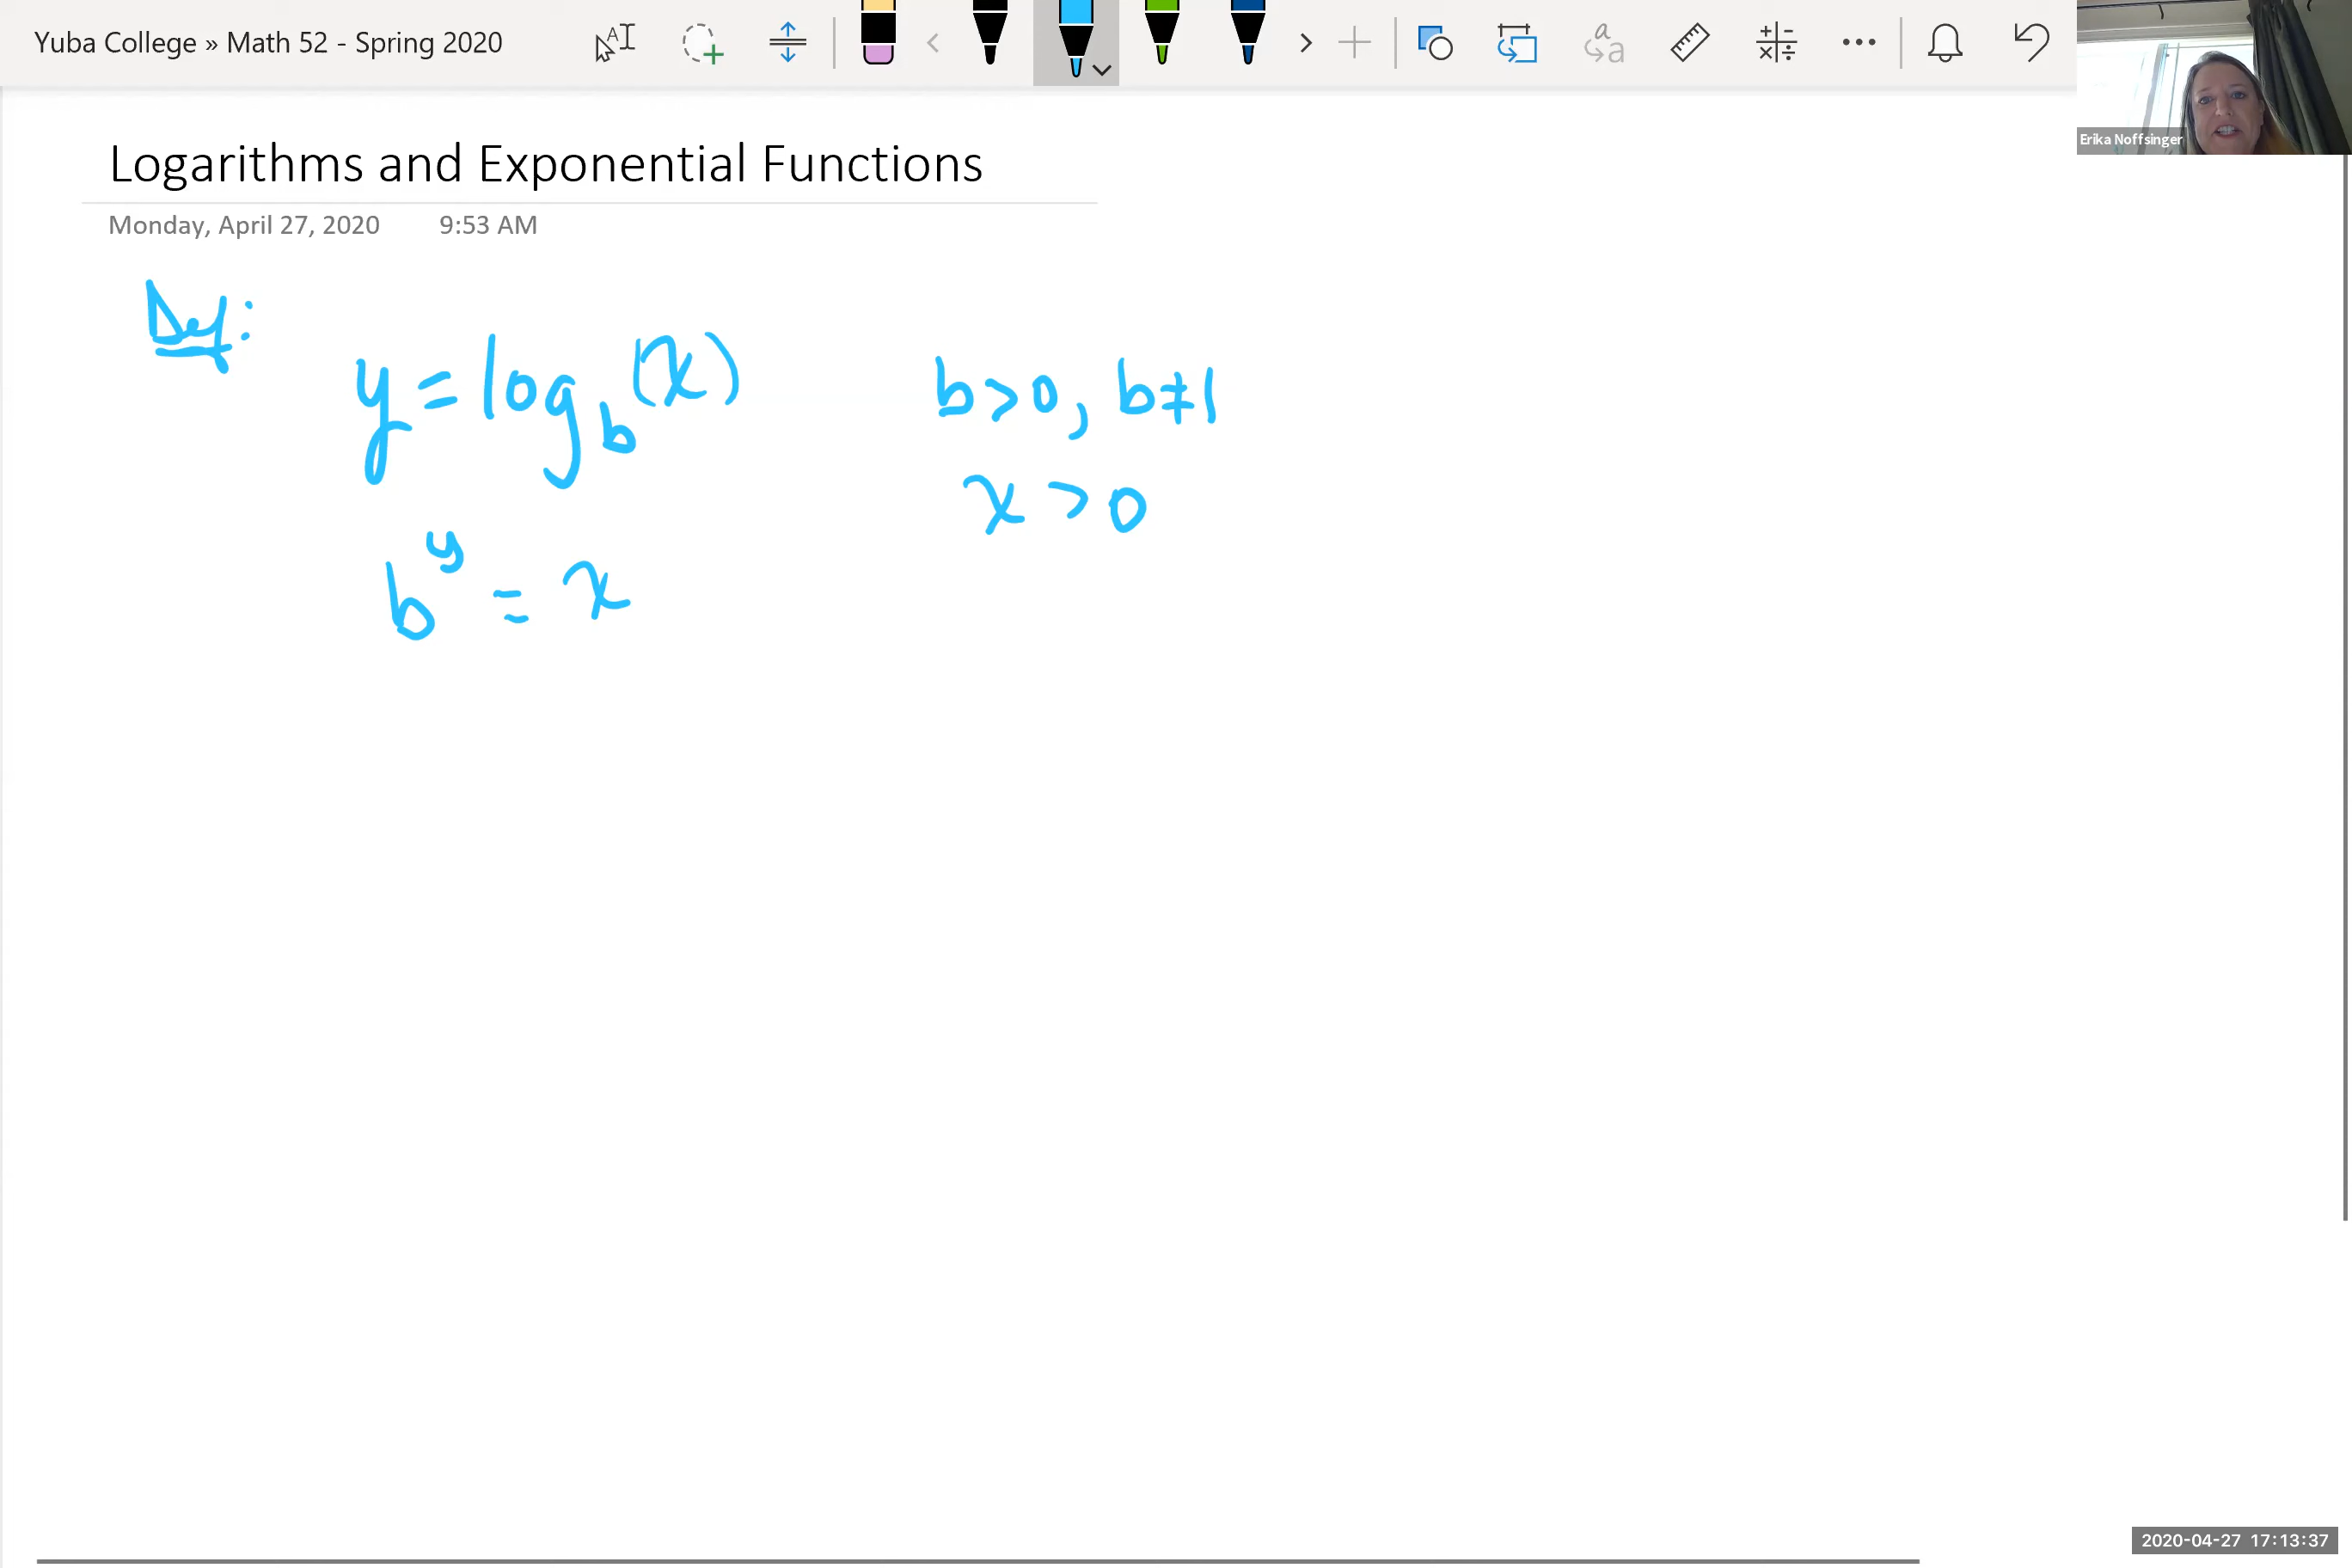 Yuba College » Math 52 - Spring 2020
Erika Noffsinger
Logarithms and Exponential Functions
Monday, April 27, 2020 9:53 AM
Def:
y = log_b (x) b>0, b≠1
x > 0
b^y = x
2020-04-27 17:13:37